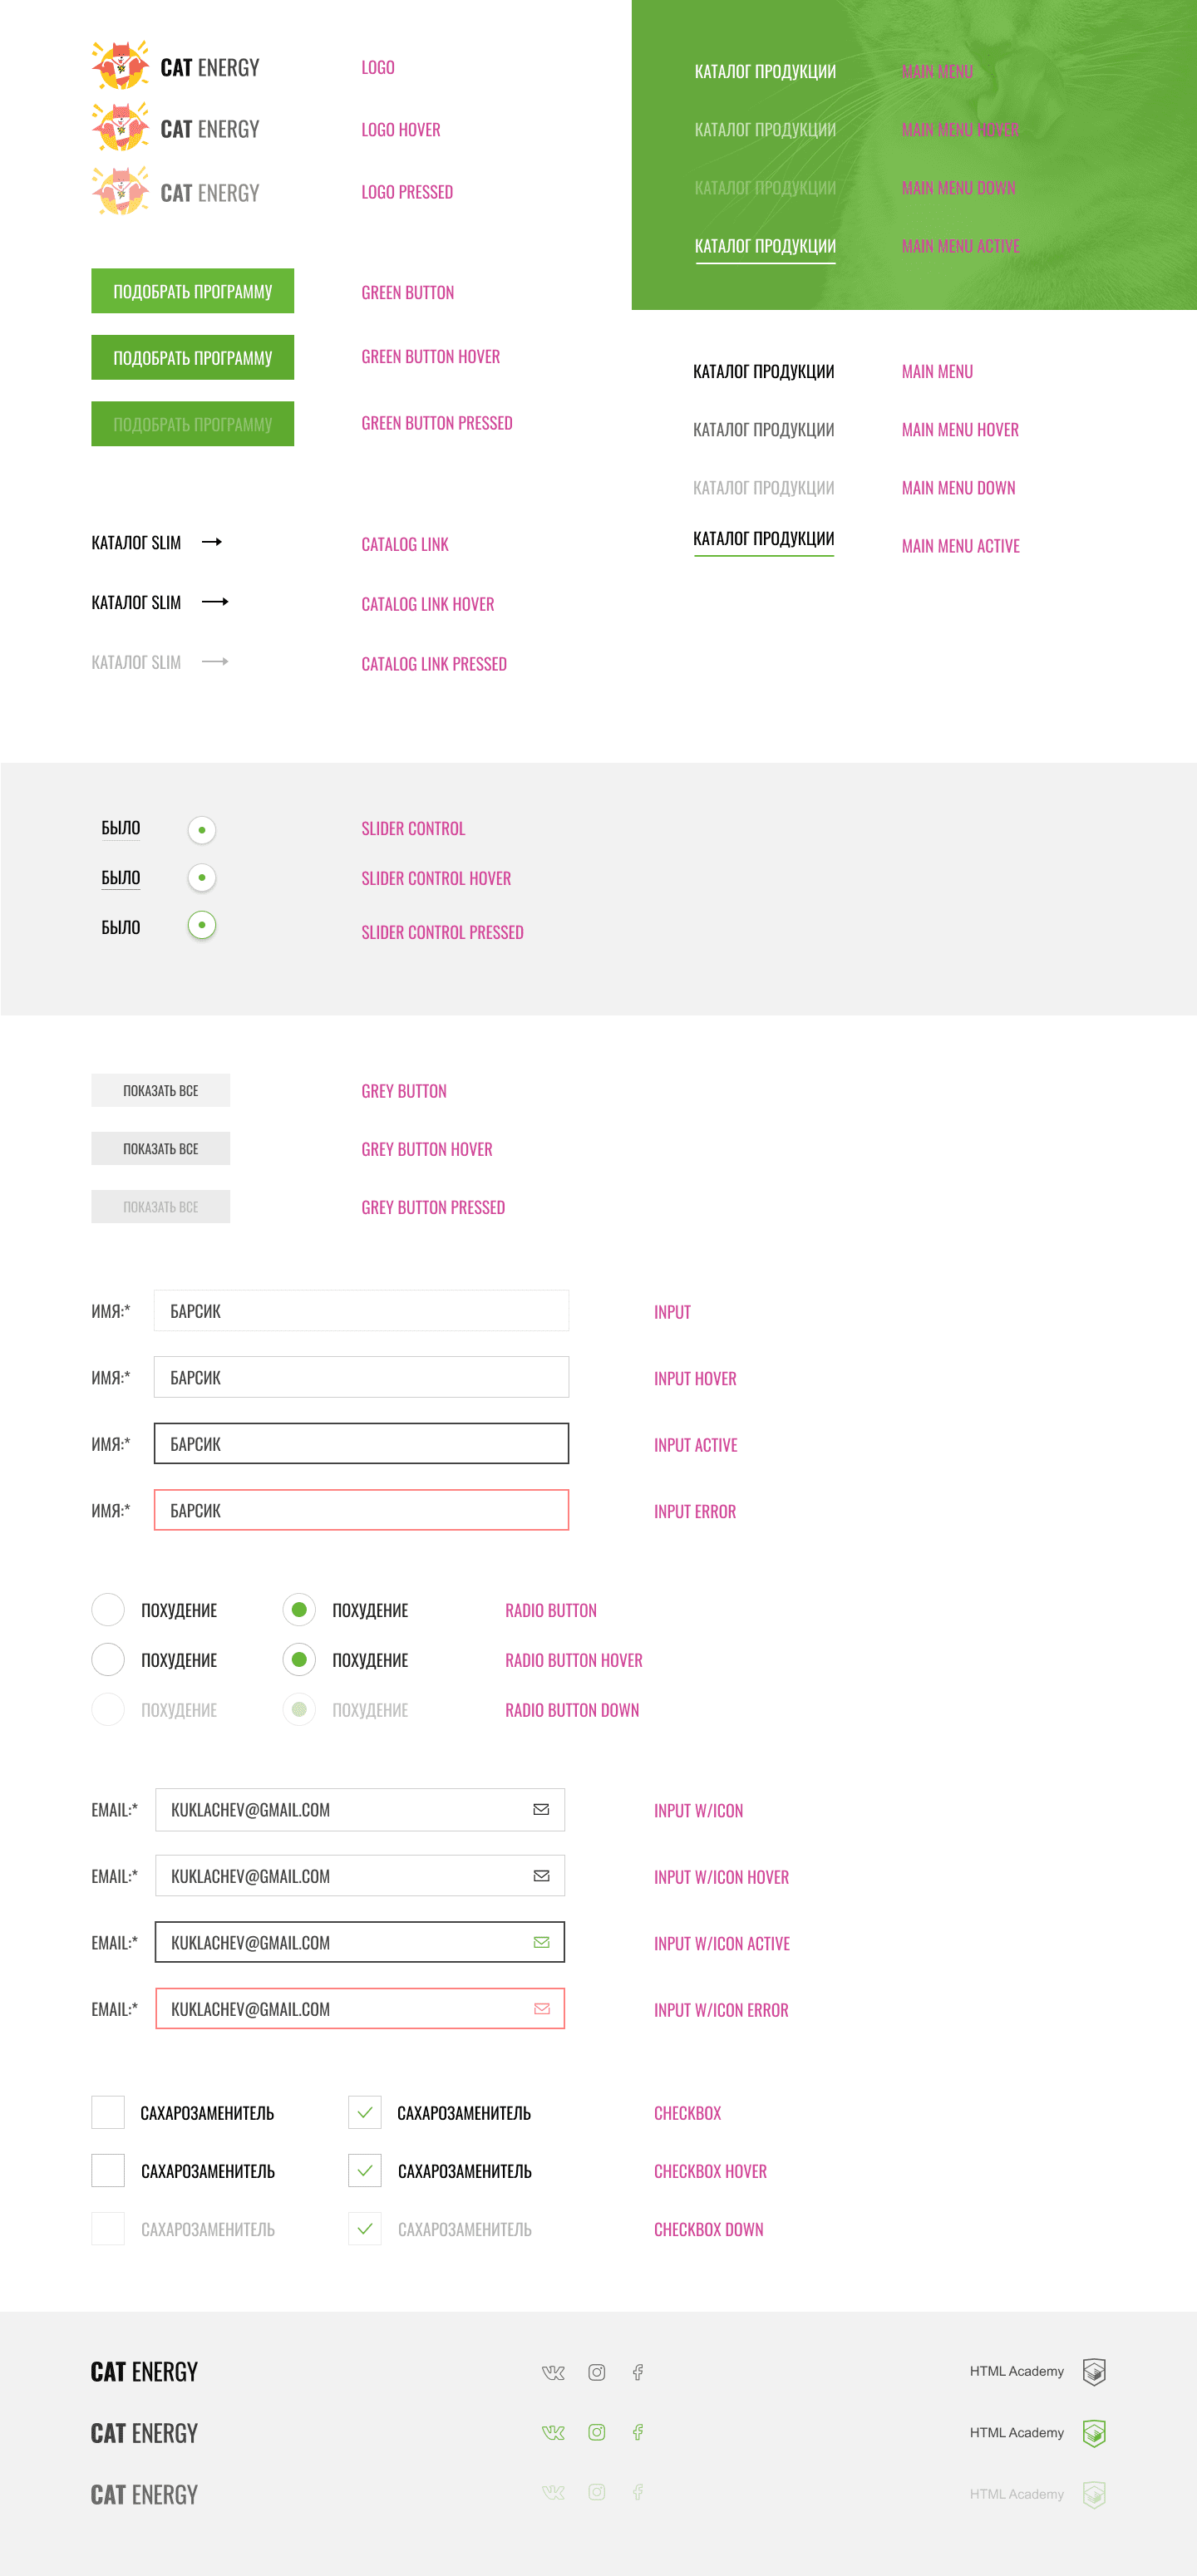 CAT ENERGY
LOGO
CAT ENERGY
LOGO HOVER
CAT ENERGY
LOGO PRESSED
КАТАЛОГ ПРОДУКЦИИ
MAIN MENU
КАТАЛОГ ПРОДУКЦИИ
MAIN MENU HOVER
КАТАЛОГ ПРОДУКЦИИ
MAIN MENU DOWN
КАТАЛОГ ПРОДУКЦИИ
MAIN MENU ACTIVE
ПОДОБРАТЬ ПРОГРАММУ
GREEN BUTTON
ПОДОБРАТЬ ПРОГРАММУ
GREEN BUTTON HOVER
ПОДОБРАТЬ ПРОГРАММУ
GREEN BUTTON PRESSED
КАТАЛОГ ПРОДУКЦИИ
MAIN MENU
КАТАЛОГ ПРОДУКЦИИ
MAIN MENU HOVER
КАТАЛОГ ПРОДУКЦИИ
MAIN MENU DOWN
КАТАЛОГ ПРОДУКЦИИ
MAIN MENU ACTIVE
КАТАЛОГ SLIM
CATALOG LINK
КАТАЛОГ SLIM
CATALOG LINK HOVER
КАТАЛОГ SLIM
CATALOG LINK PRESSED
БЫЛО
SLIDER CONTROL
БЫЛО
SLIDER CONTROL HOVER
БЫЛО
SLIDER CONTROL PRESSED
ПОКАЗАТЬ ВСЕ
GREY BUTTON
ПОКАЗАТЬ ВСЕ
GREY BUTTON HOVER
ПОКАЗАТЬ ВСЕ
GREY BUTTON PRESSED
ИМЯ:* БАРСИК
INPUT
ИМЯ:* БАРСИК
INPUT HOVER
ИМЯ:* БАРСИК
INPUT ACTIVE
ИМЯ:* БАРСИК
INPUT ERROR
ПОХУДЕНИЕ ПОХУДЕНИЕ
RADIO BUTTON
ПОХУДЕНИЕ ПОХУДЕНИЕ
RADIO BUTTON HOVER
ПОХУДЕНИЕ ПОХУДЕНИЕ
RADIO BUTTON DOWN
EMAIL:* KUKLACHEV@GMAIL.COM
INPUT W/ICON
EMAIL:* KUKLACHEV@GMAIL.COM
INPUT W/ICON HOVER
EMAIL:* KUKLACHEV@GMAIL.COM
INPUT W/ICON ACTIVE
EMAIL:* KUKLACHEV@GMAIL.COM
INPUT W/ICON ERROR
САХАРОЗАМЕНИТЕЛЬ САХАРОЗАМЕНИТЕЛЬ
CHECKBOX
САХАРОЗАМЕНИТЕЛЬ САХАРОЗАМЕНИТЕЛЬ
CHECKBOX HOVER
САХАРОЗАМЕНИТЕЛЬ САХАРОЗАМЕНИТЕЛЬ
CHECKBOX DOWN
CAT ENERGY
HTML Academy
CAT ENERGY
HTML Academy
CAT ENERGY
HTML Academy